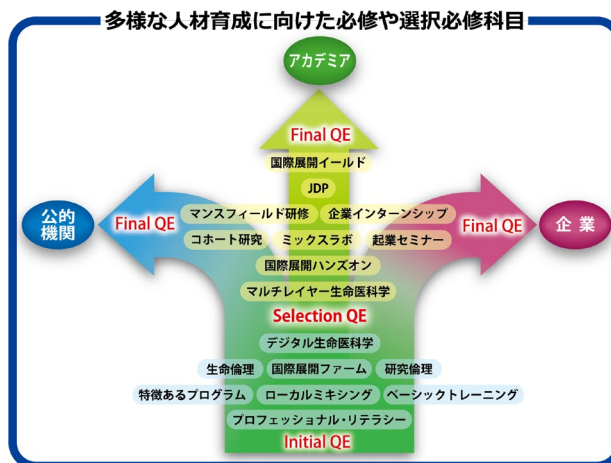 多様な人材育成に向けた必修や選択必修科目
アカデミア
Final QE
国際展開イールド
JDP
公的
機関
Final QE
マンスフィールド研修
企業インターンシップ
Final QE
企業
コホート研究
ミックスラボ
起業セミナー
国際展開ハンズオン
マルチレイヤー生命医科学
Selection QE
デジタル生命医科学
生命倫理
国際展開ファーム
研究倫理
特徴あるプログラム
ローカルミキシング
ベーシックトレーニング
プロフェッショナル・リテラシー
Initial QE